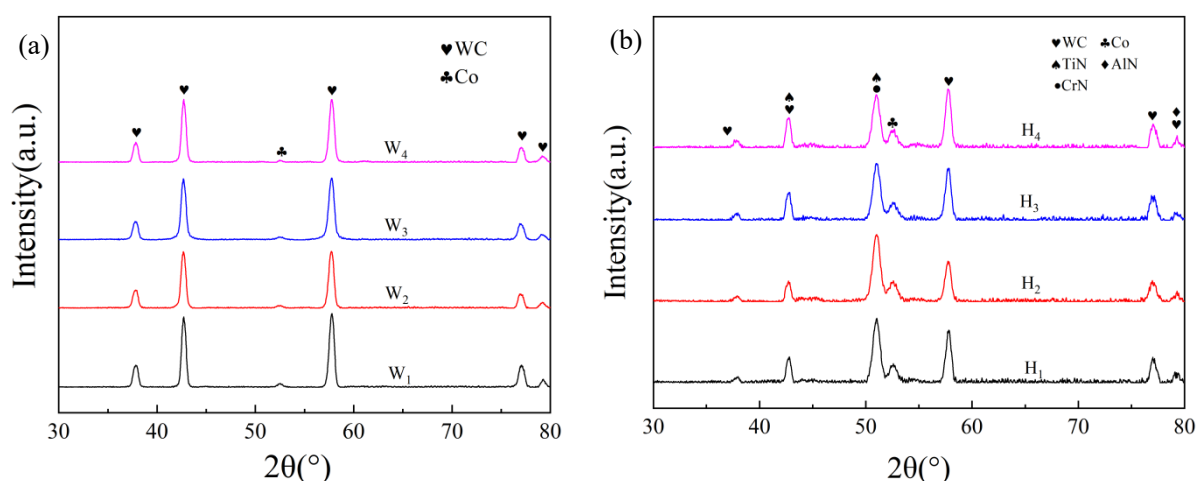 (a)
♥WC
♣Co
♥
♥
♥
♣
♥
♥
W₄
W₃
W₂
W₁
Intensity(a.u.)
30 40 50 60 70 80
2θ(°)
(b)
♥WC ♣Co
♠TiN ♦AlN
●CrN
♥
♠
♥
♠
●
♣
♥
♥
♦
♥
H₄
H₃
H₂
H₁
Intensity(a.u.)
30 40 50 60 70 80
2θ(°)